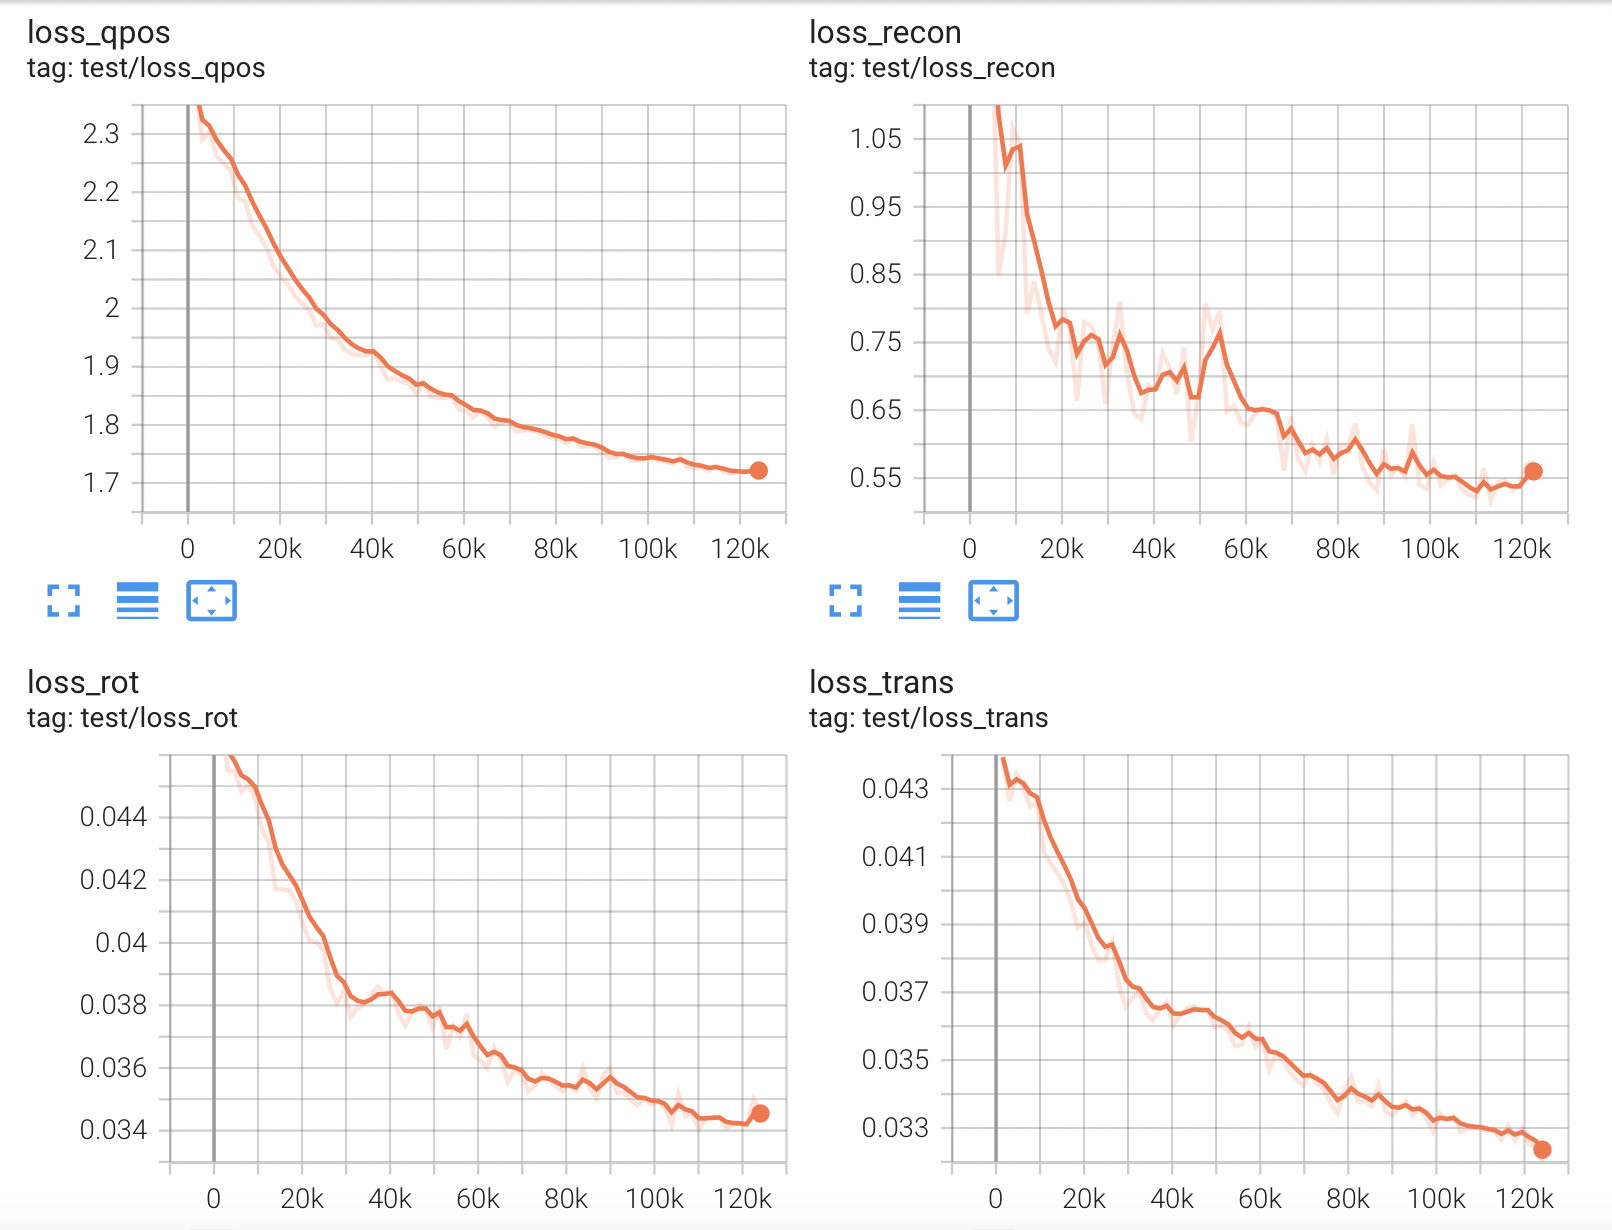 loss_qpos
tag: test/loss_qpos
2.3
2.2
2.1
2
1.9
1.8
1.7
0 20k 40k 60k 80k 100k 120k
loss_recon
tag: test/loss_recon
1.05
0.95
0.85
0.75
0.65
0.55
0 20k 40k 60k 80k 100k 120k
loss_rot
tag: test/loss_rot
0.044
0.042
0.04
0.038
0.036
0.034
0 20k 40k 60k 80k 100k 120k
loss_trans
tag: test/loss_trans
0.043
0.041
0.039
0.037
0.035
0.033
0 20k 40k 60k 80k 100k 120k